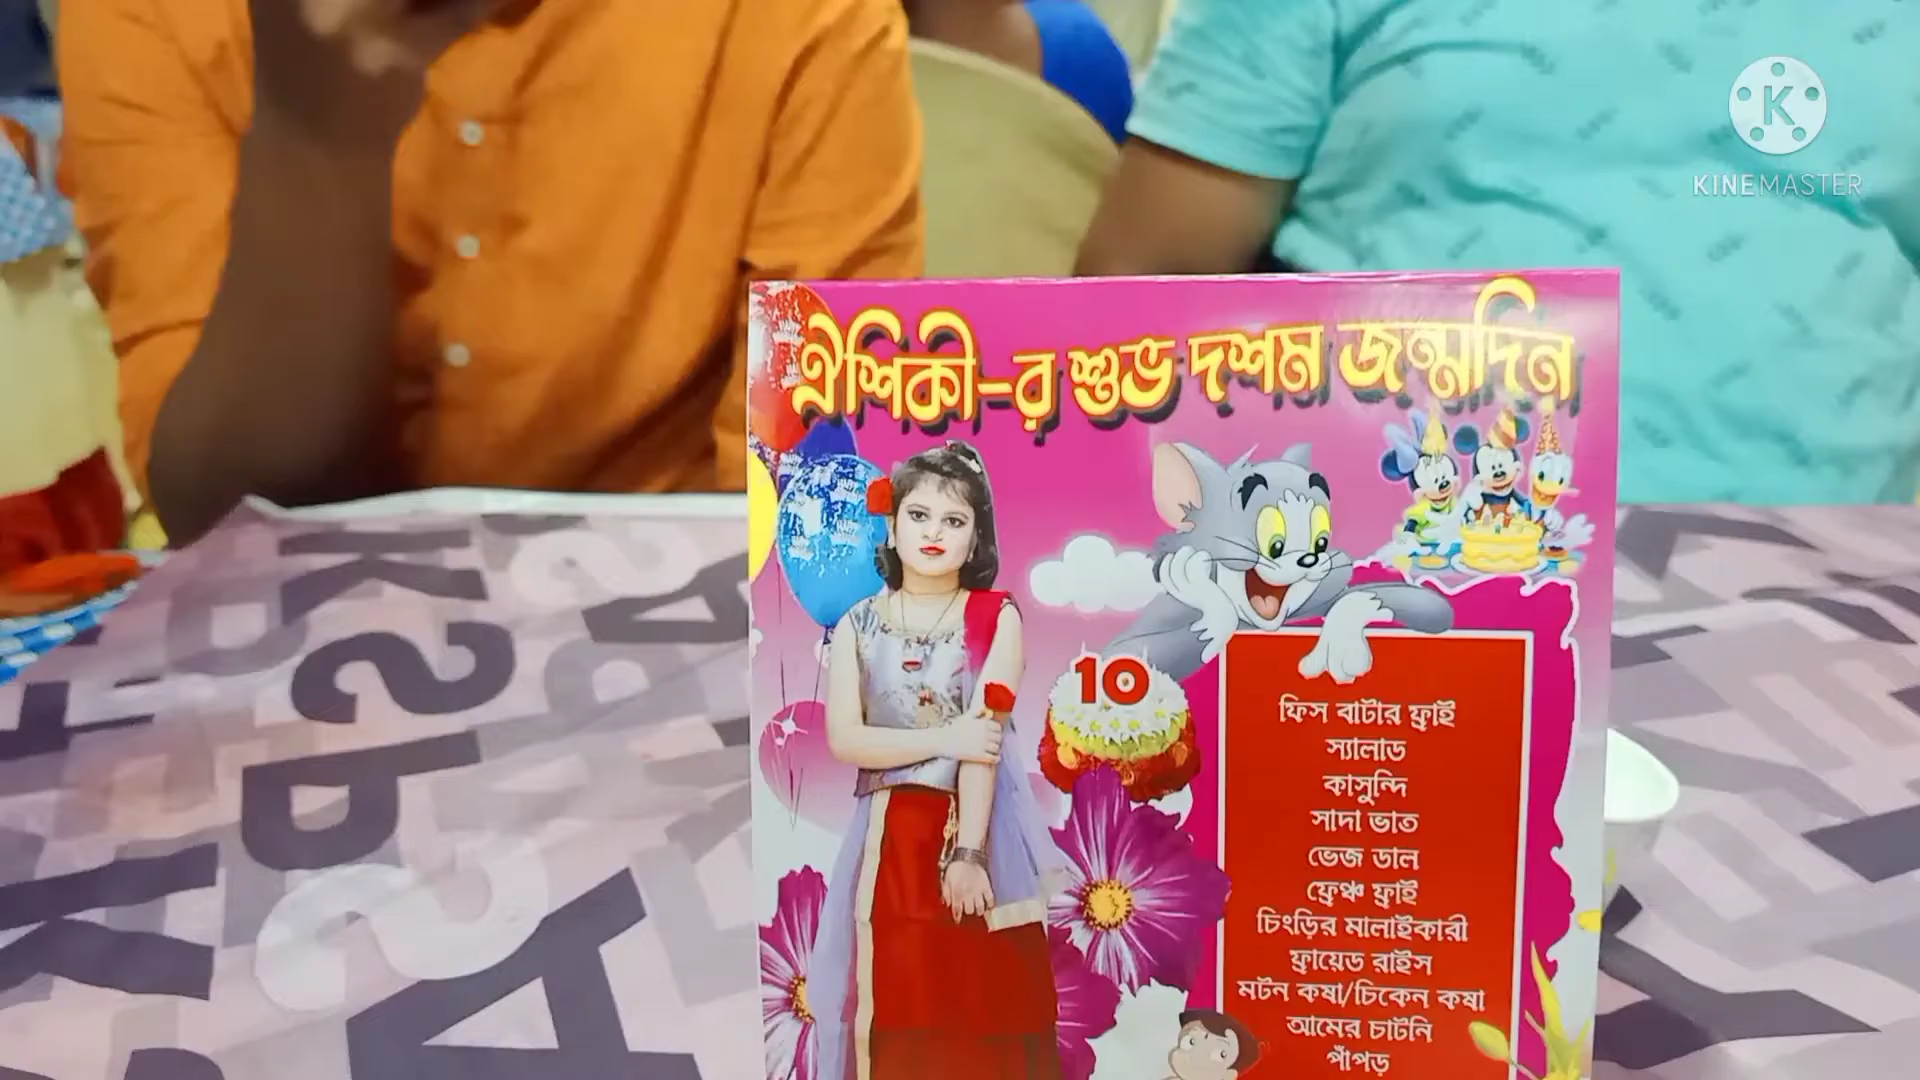 KINEMASTER
ঐশিকী-র শুভ দশম জন্মদিন
10
ফিস বাটার ফ্রাই
স্যালাড
কাসুন্দি
সাদা ভাত
ভেজ ডাল
ফ্রেঞ্চ ফ্রাই
চিংড়ির মালাইকারী
ফ্রায়েড রাইস
মটন কষা/চিকেন কষা
আমের চাটনি
পাঁপড়